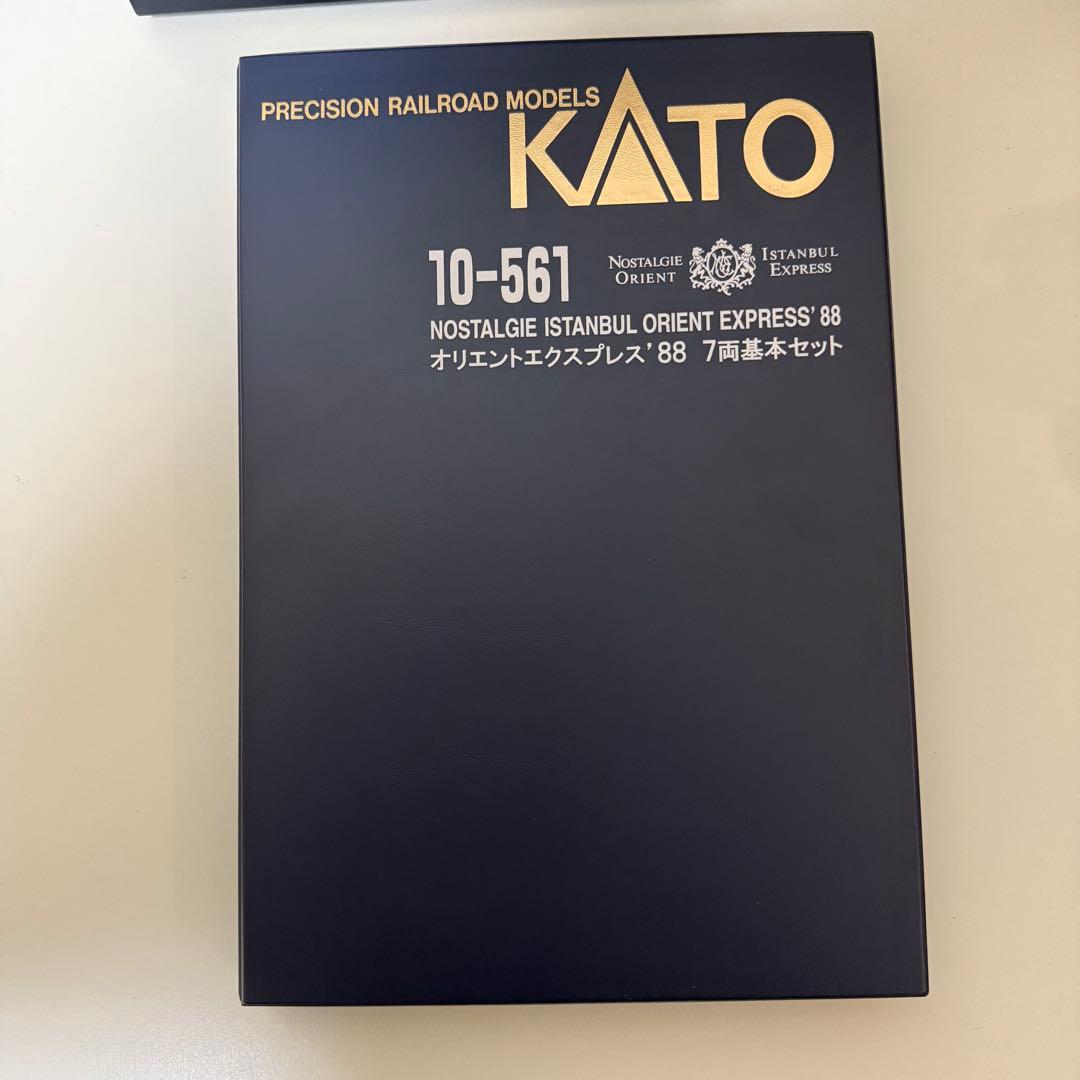 PRECISION RAILROAD MODELS
KATO
10-561
NOSTALGIE ORIENT
ISTANBUL EXPRESS
NOSTALGIE ISTANBUL ORIENT EXPRESS'88
オリエントエクスプレス'88 7両基本セット